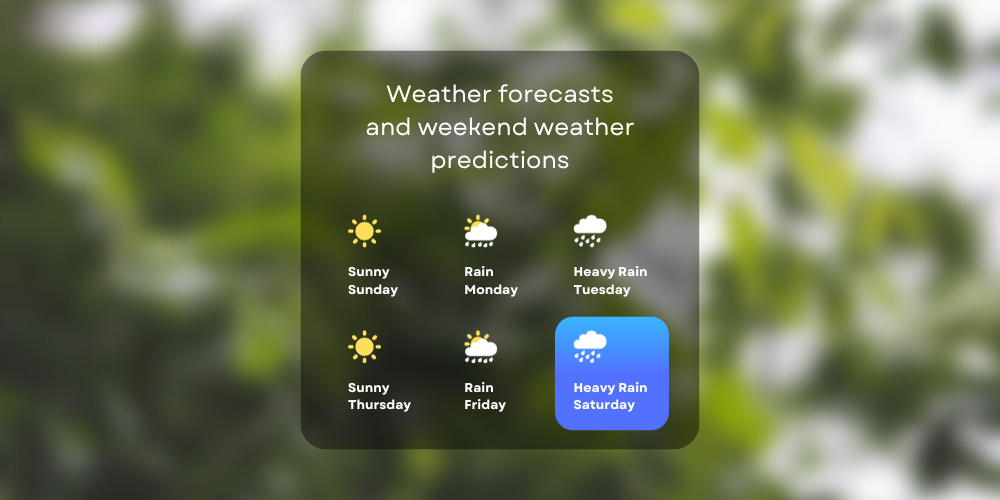 Weather forecasts
and weekend weather
predictions
Sunny
Sunday
Rain
Monday
Heavy Rain
Tuesday
Sunny
Thursday
Rain
Friday
Heavy Rain
Saturday